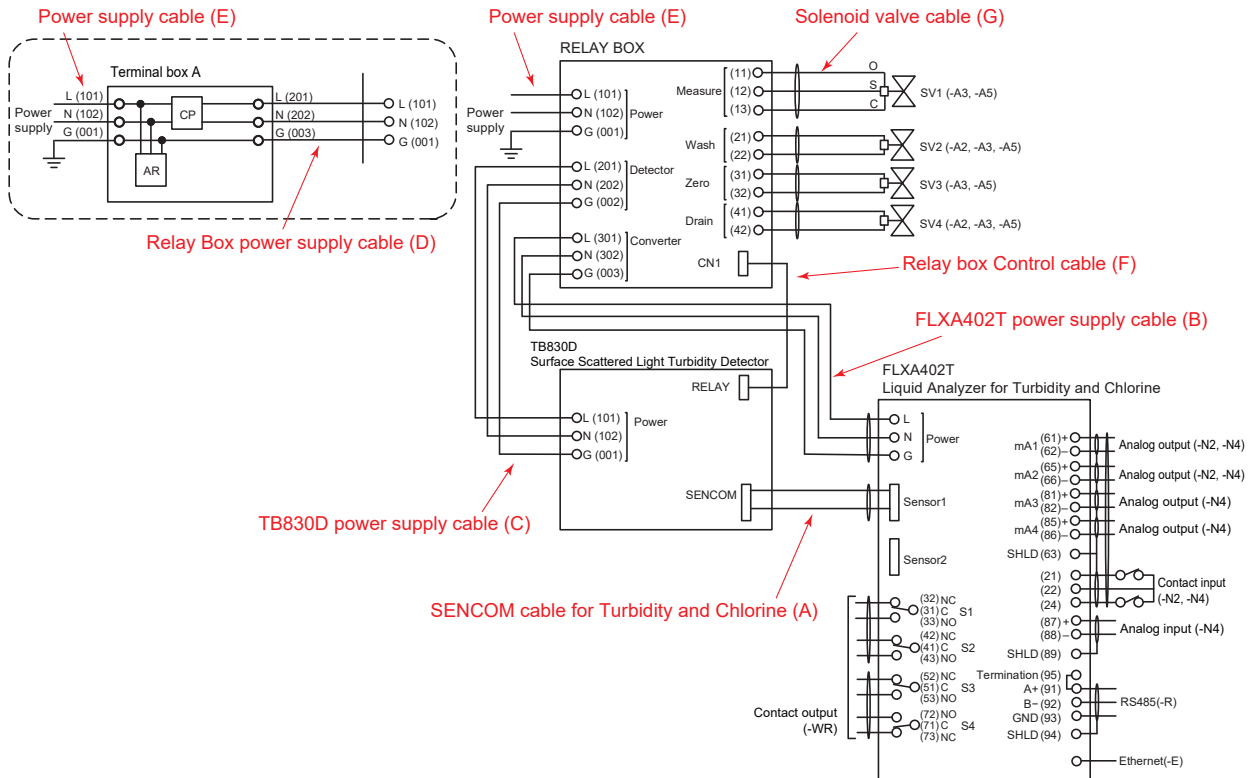 Power supply cable (E)
Power supply cable (E)
Solenoid valve cable (G)
Terminal box A
L (101)
Power
supply
N (102)
G (001)
CP
AR
L (201)
N (202)
G (003)
L (101)
N (102)
G (001)
Relay Box power supply cable (D)
RELAY BOX
Power
supply
L (101)
N (102)
G (001)
Power
L (201)
N (202)
G (002)
Detector
L (301)
N (302)
G (003)
Converter
Measure
(11)
(12)
(13)
O
S
C
SV1 (-A3, -A5)
Wash
(21)
(22)
SV2 (-A2, -A3, -A5)
Zero
(31)
(32)
SV3 (-A3, -A5)
Drain
(41)
(42)
SV4 (-A2, -A3, -A5)
CN1
Relay box Control cable (F)
FLXA402T power supply cable (B)
TB830D
Surface Scattered Light Turbidity Detector
RELAY
L (101)
N (102)
G (001)
Power
SENCOM
TB830D power supply cable (C)
SENCOM cable for Turbidity and Chlorine (A)
FLXA402T
Liquid Analyzer for Turbidity and Chlorine
L
N
G
Power
Sensor1
Sensor2
(32) NC
(31) C S1
(33) NO
(42) NC
(41) C S2
(43) NO
(52) NC
(51) C S3
(53) NO
(72) NO
(71) C S4
(73) NC
Contact output
(-WR)
mA1
(61)+
(62)−
Analog output (-N2, -N4)
mA2
(65)+
(66)−
Analog output (-N2, -N4)
mA3
(81)+
(82)−
Analog output (-N4)
mA4
(85)+
(86)−
Analog output (-N4)
SHLD (63)
(21)
(22)
(24)
Contact input
(-N2, -N4)
(87) +
(88) −
Analog input (-N4)
SHLD (89)
Termination (95)
A+ (91)
B− (92)
GND (93)
SHLD (94)
RS485(-R)
Ethernet(-E)